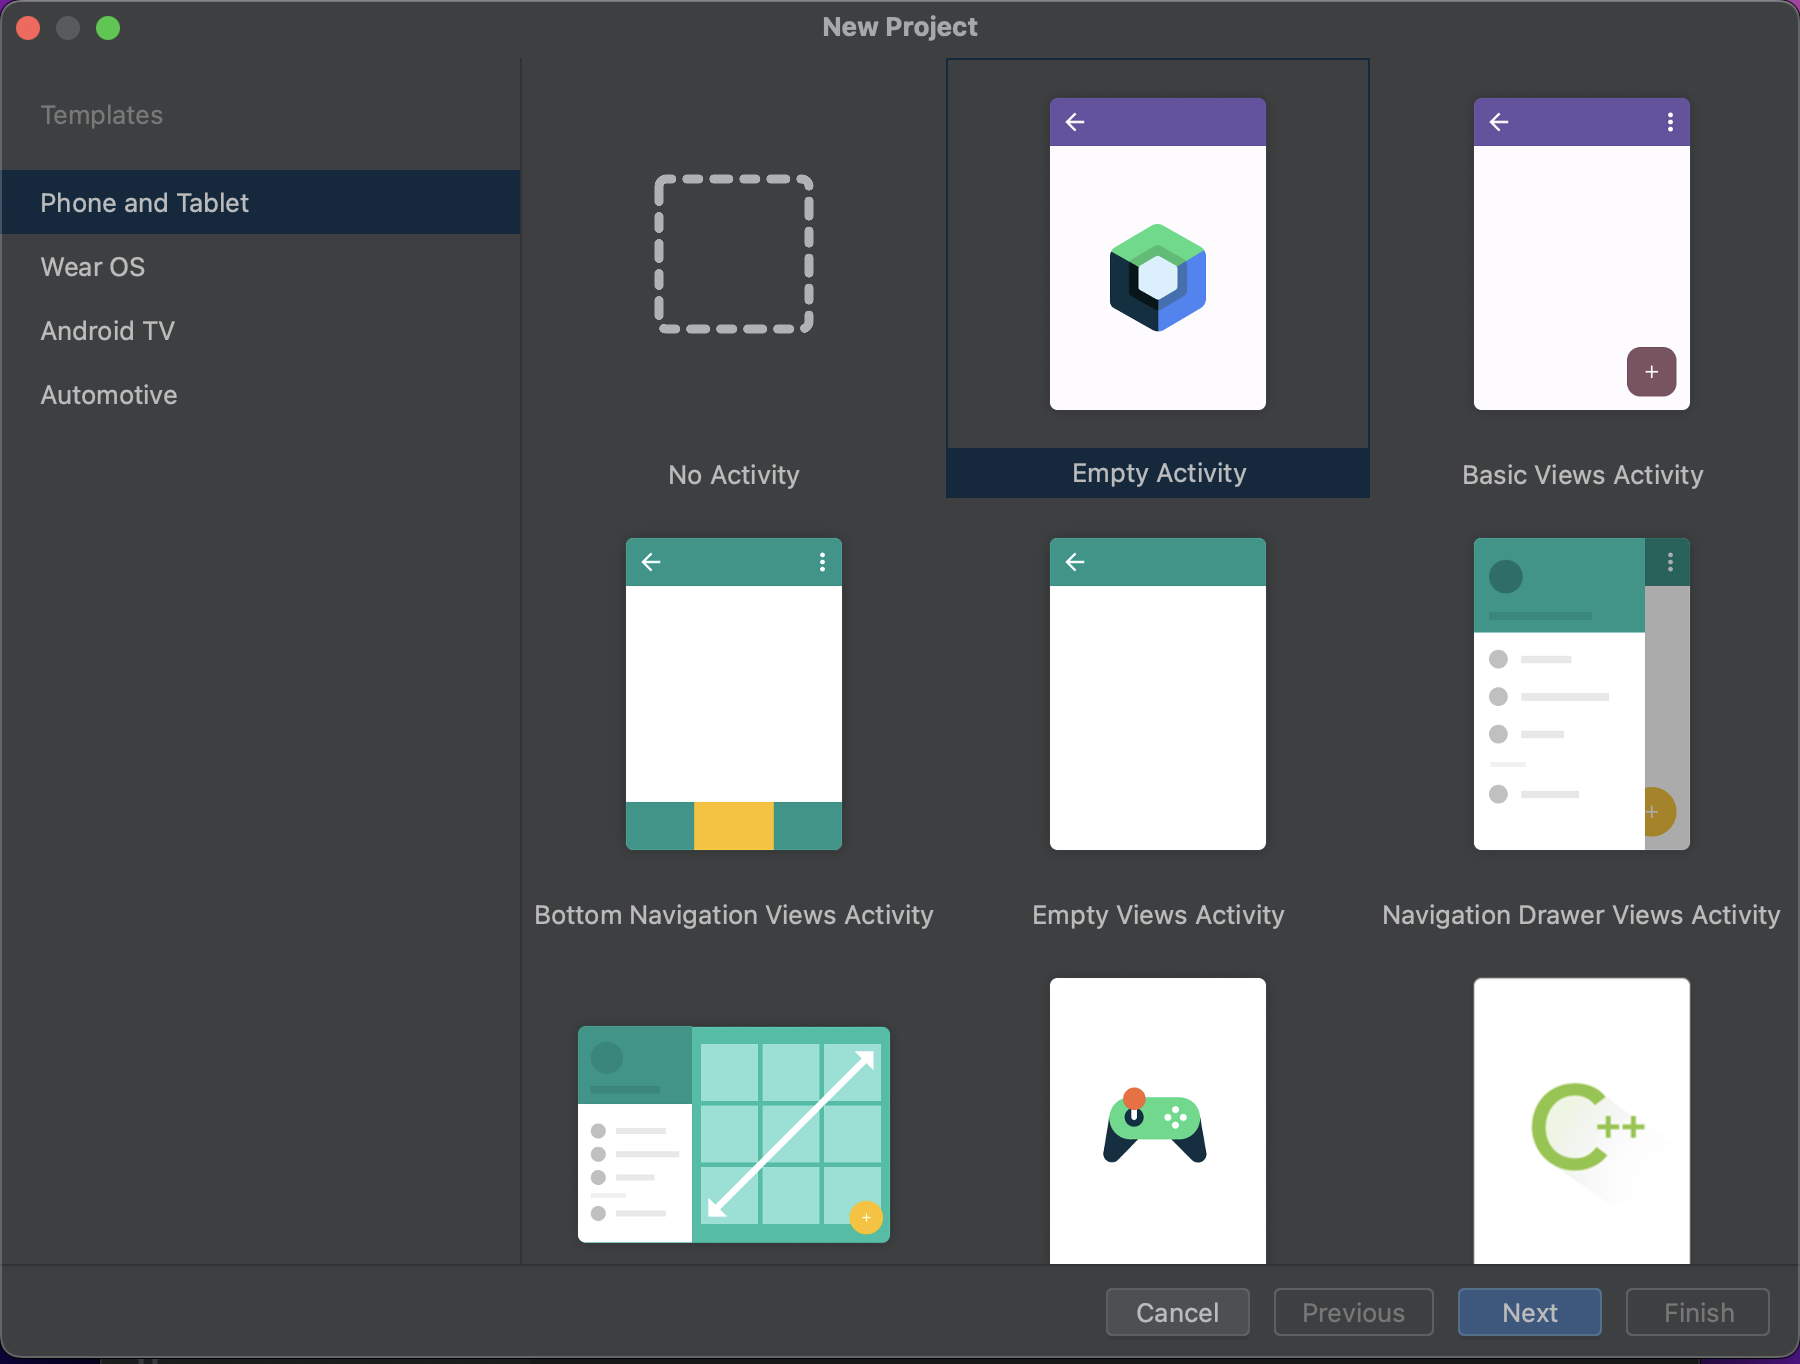 New Project
Templates
Phone and Tablet
Wear OS
Android TV
Automotive
No Activity
Empty Activity
Basic Views Activity
Bottom Navigation Views Activity
Empty Views Activity
Navigation Drawer Views Activity
C++
Cancel
Previous
Next
Finish